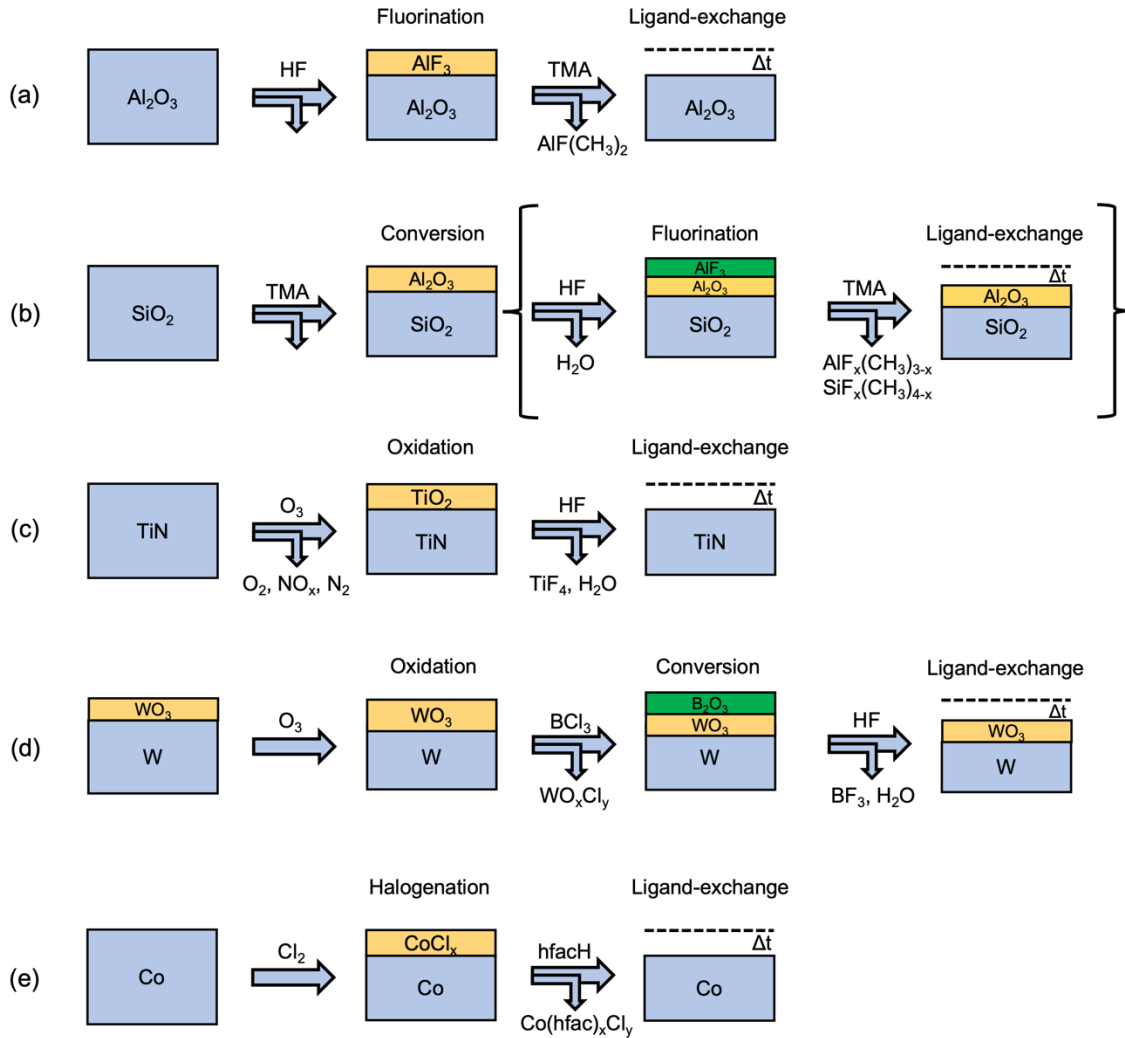 Fluorination Ligand-exchange
(a) Al₂O₃ HF AlF₃ Al₂O₃ TMA AlF(CH₃)₂ Δt Al₂O₃
Conversion Fluorination Ligand-exchange
(b) SiO₂ TMA Al₂O₃ SiO₂ HF H₂O AlF₃ Al₂O₃ SiO₂ TMA AlFₓ(CH₃)₃₋ₓ SiFₓ(CH₃)₄₋ₓ Δt Al₂O₃ SiO₂
Oxidation Ligand-exchange
(c) TiN O₃ O₂, NOₓ, N₂ TiO₂ TiN HF TiF₄, H₂O Δt TiN
Oxidation Conversion Ligand-exchange
(d) WO₃ W O₃ WO₃ W BCl₃ WOₓClᵧ B₂O₃ WO₃ W HF BF₃, H₂O Δt WO₃ W
Halogenation Ligand-exchange
(e) Co Cl₂ CoClₓ Co hfacH Co(hfac)ₓClᵧ Δt Co